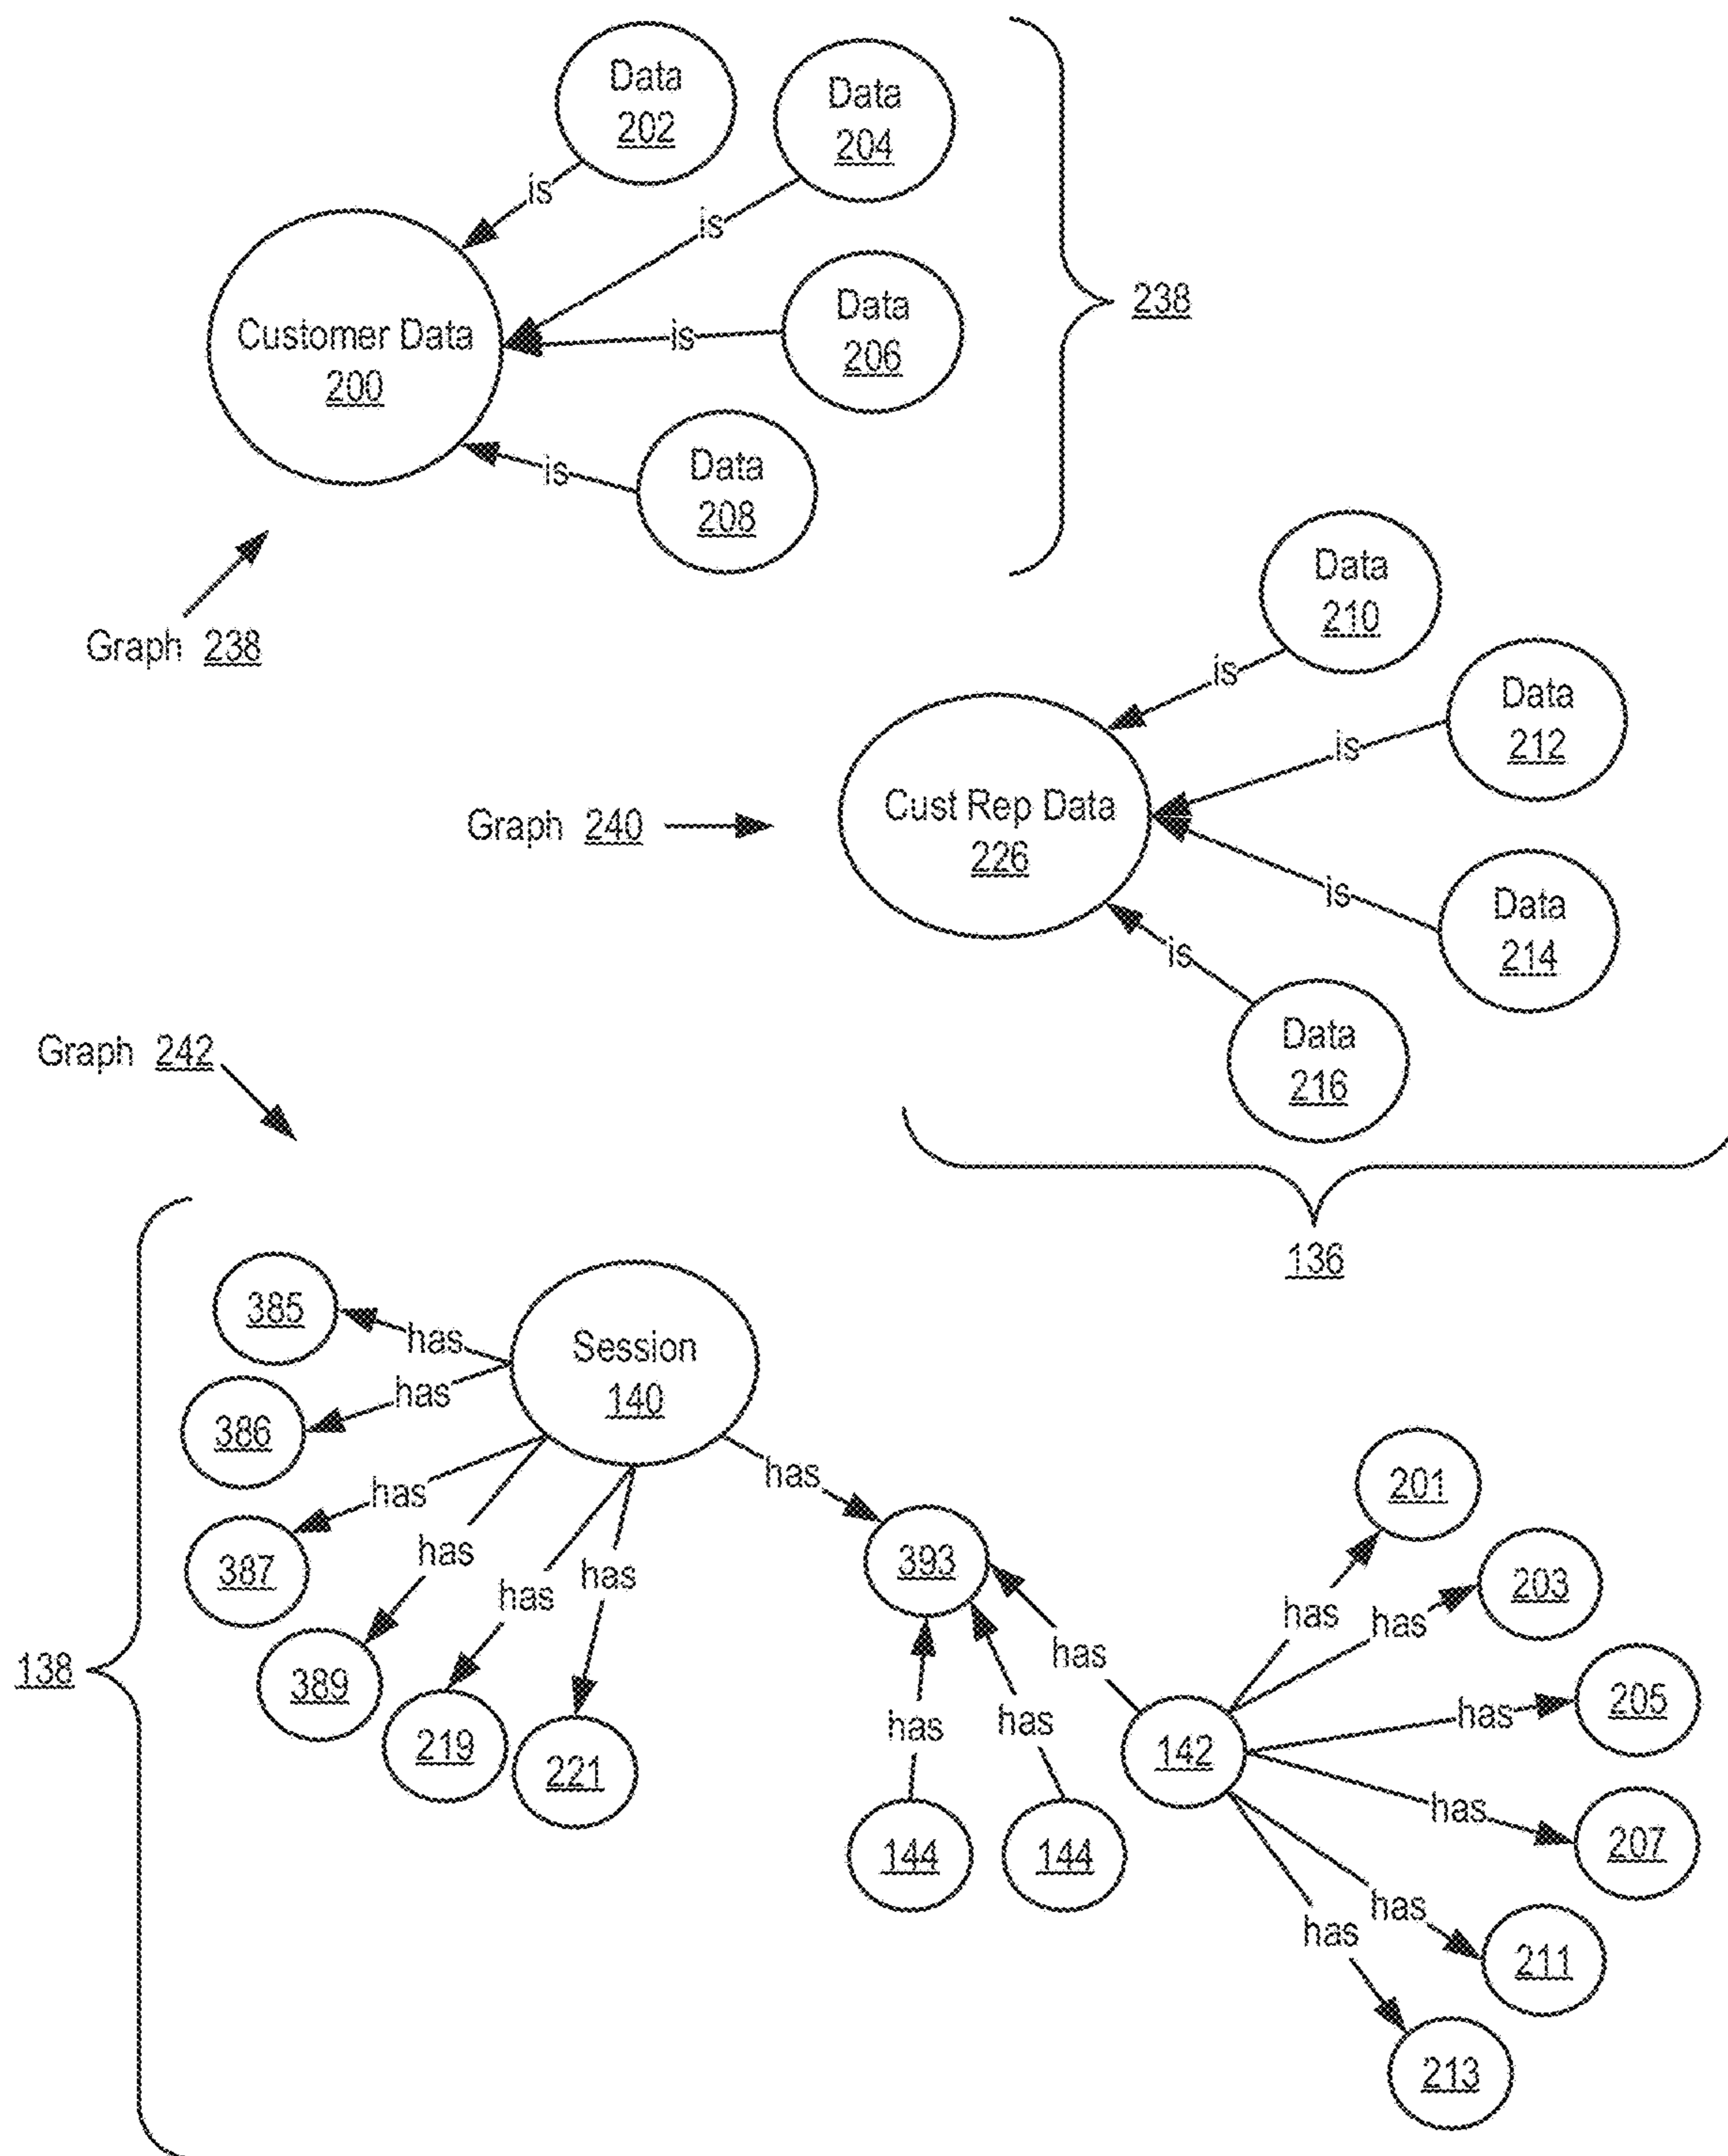 Data
202
Data
204
is
is
Customer Data
200
Data
206
is
238
Data
208
is
Graph 238
Data
210
is
Data
212
is
Cust Rep Data
226
Graph 240
Data
214
is
is
Data
216
Graph 242
136
138
385
has
Session
140
386
has
387
has
has
389
has
219
has
221
has
393
201
has
203
has
has
205
has
has
has
142
144
144
207
has
211
has
213
has